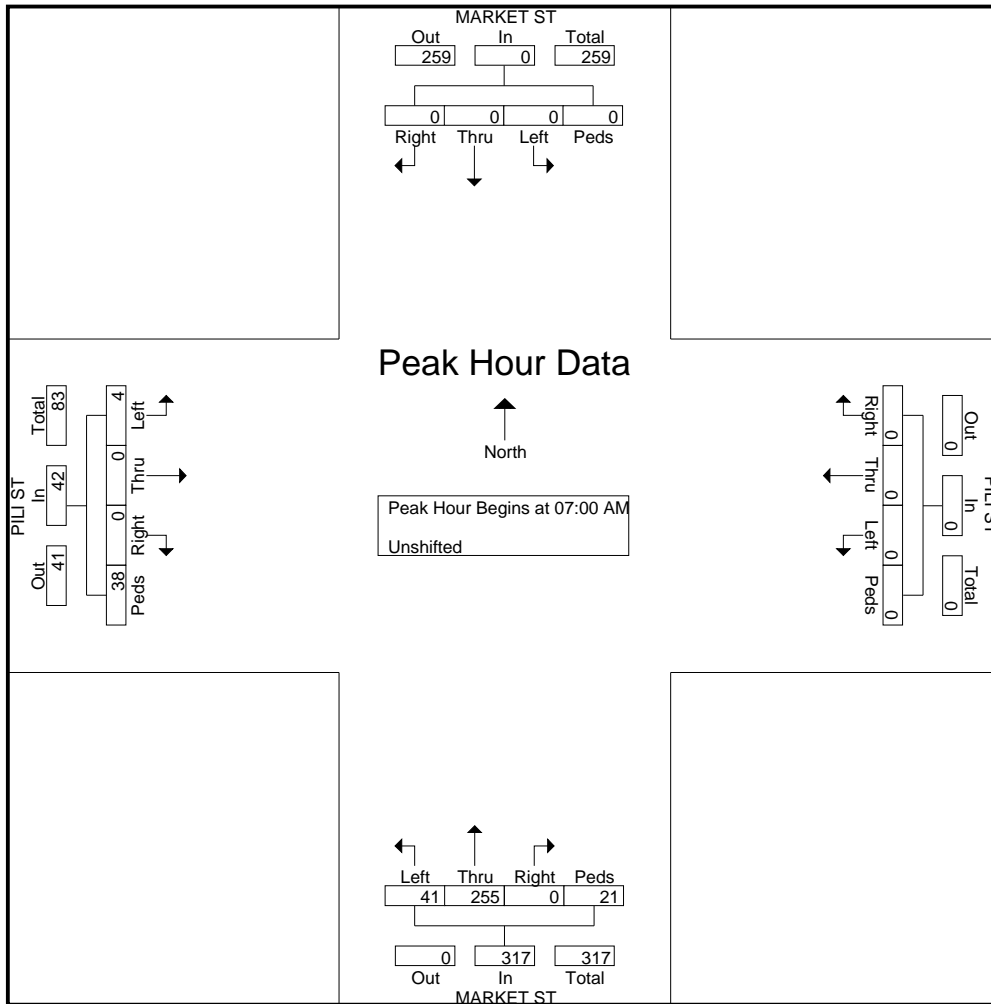 MARKET ST
Out In Total
259 0 259
0 0 0 0
Right Thru Left Peds
Peak Hour Data
North
Peak Hour Begins at 07:00 AM
Unshifted
PILI ST
Total In Out
83 42 41
4 0 0 38
Left Thru Right Peds
PILI ST
Out In Total
0 0 0
0 0 0 0
Right Thru Left Peds
Left Thru Right Peds
41 255 0 21
0 317 317
Out In Total
MARKET ST